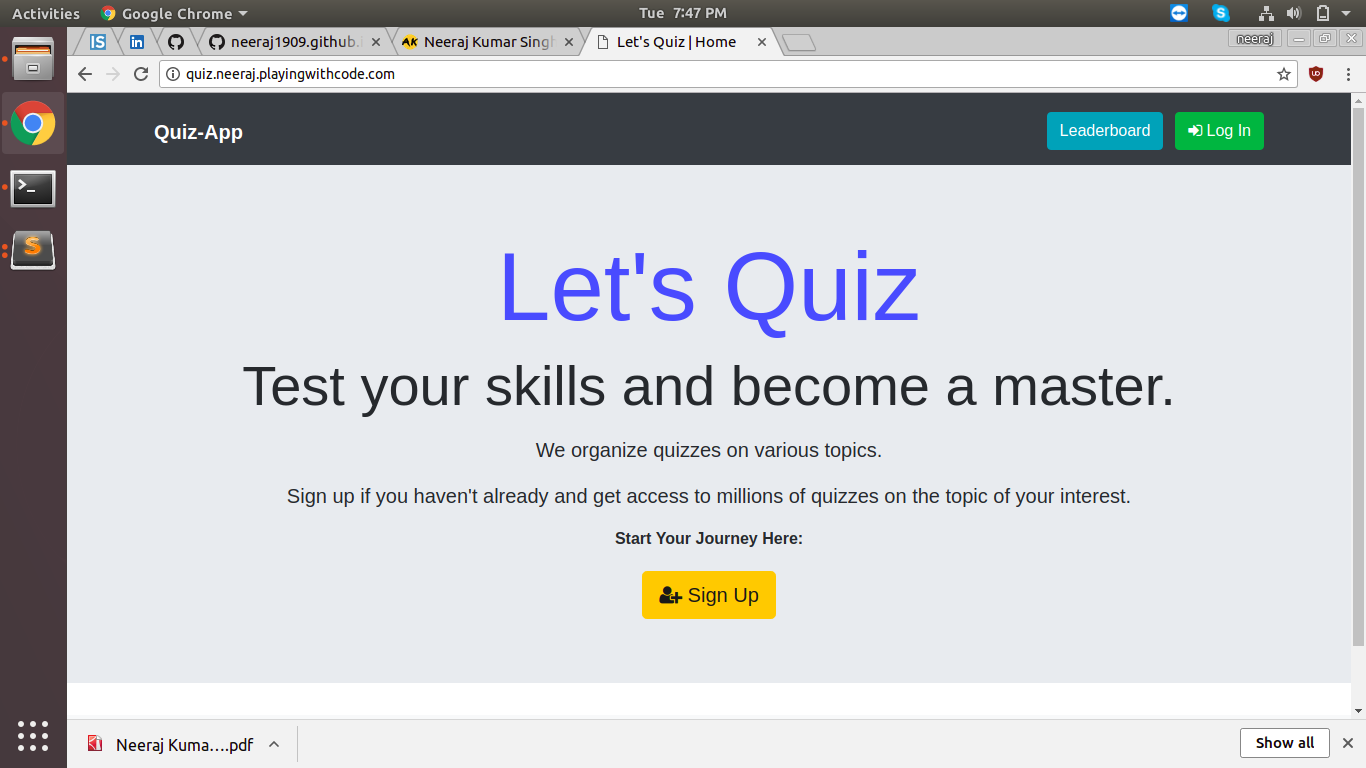 Activities
Google Chrome
Tue 7:47 PM
neeraj1909.github.
Neeraj Kumar Singh
Let's Quiz | Home
neeraj
quiz.neeraj.playingwithcode.com
Quiz-App
Leaderboard
Log In
Let's Quiz
Test your skills and become a master.
We organize quizzes on various topics.
Sign up if you haven't already and get access to millions of quizzes on the topic of your interest.
Start Your Journey Here:
Sign Up
Neeraj Kuma....pdf
Show all